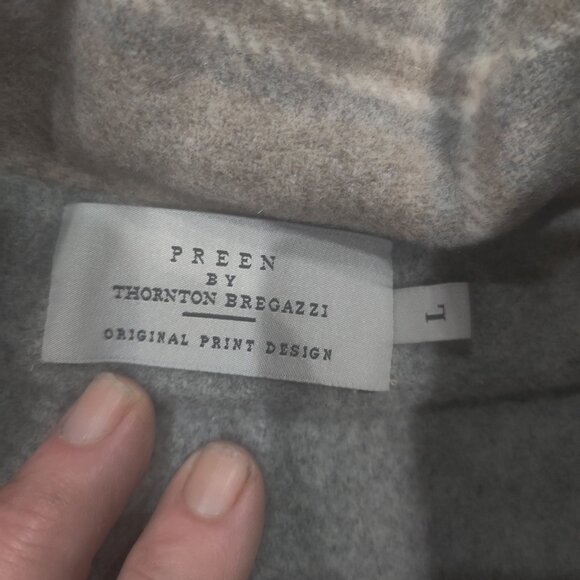 PREEN
BY
THORNTON BREGAZZI
ORIGINAL PRINT DESIGN
L